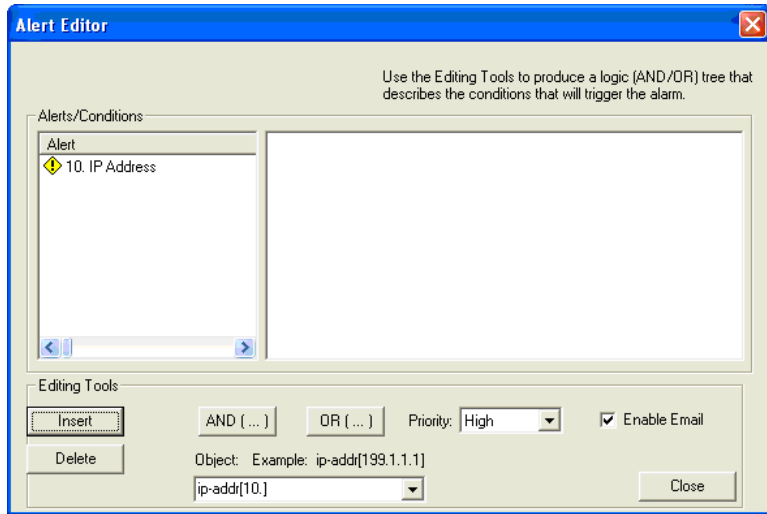 Alert Editor
Use the Editing Tools to produce a logic (AND/OR) tree that
describes the conditions that will trigger the alarm.
Alerts/Conditions
Alert
10. IP Address
Editing Tools
Insert
AND ( ... )
OR ( ... )
Priority: High
Enable Email
Delete
Object: Example: ip-addr[199.1.1.1]
ip-addr[10.]
Close